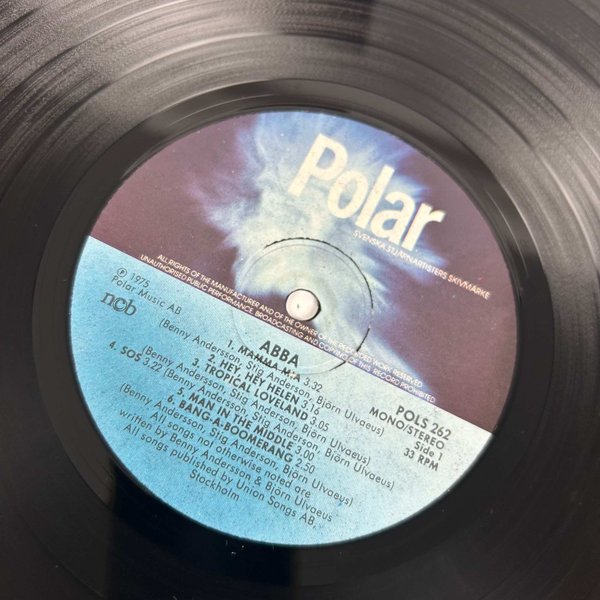 Polar
SVENSKA STJÄRNARTISTERS SKIVMÄRKE
ALL RIGHTS OF THE MANUFACTURER AND OF THE OWNER OF THE RECORDED WORK RESERVED
UNAUTHORISED PUBLIC PERFORMANCE, BROADCASTING AND COPYING OF THIS RECORD PROHIBITED
℗ 1975
Polar Music AB
ncb
ABBA
POLS 262
MONO/STEREO
Side 1
33 RPM
1. MAMMA MIA 3.32
(Benny Andersson, Stig Anderson, Björn Ulvaeus)
2. HEY, HEY HELEN 3.16
3. TROPICAL LOVELAND 3.05
(Benny Andersson, Stig Anderson, Björn Ulvaeus)
4. SOS 3.22 (Benny Andersson, Stig Anderson, Björn Ulvaeus)
5. MAN IN THE MIDDLE 3.00
6. BANG-A-BOOMERANG 2.50
(Benny Andersson, Stig Anderson, Björn Ulvaeus)
All songs not otherwise noted are
written by Benny Andersson & Björn Ulvaeus
All songs published by Union Songs AB,
Stockholm